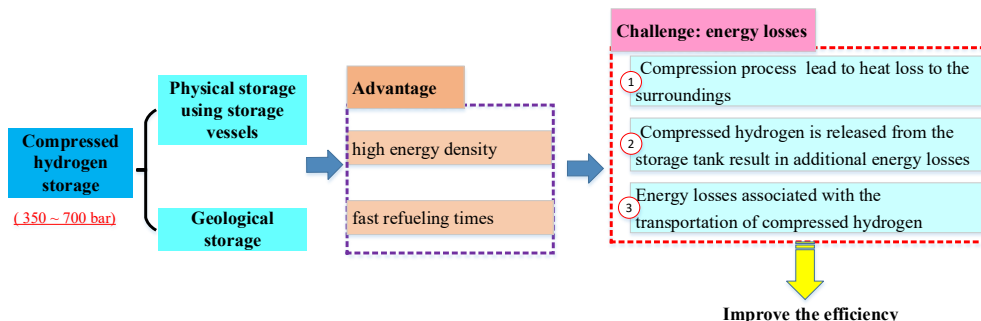 Compressed
hydrogen
storage
( 350 ~ 700 bar)
Physical storage
using storage
vessels
Geological
storage
Advantage
high energy density
fast refueling times
Challenge: energy losses
1 Compression process lead to heat loss to the
surroundings
2 Compressed hydrogen is released from the
storage tank result in additional energy losses
3 Energy losses associated with the
transportation of compressed hydrogen
Improve the efficiency